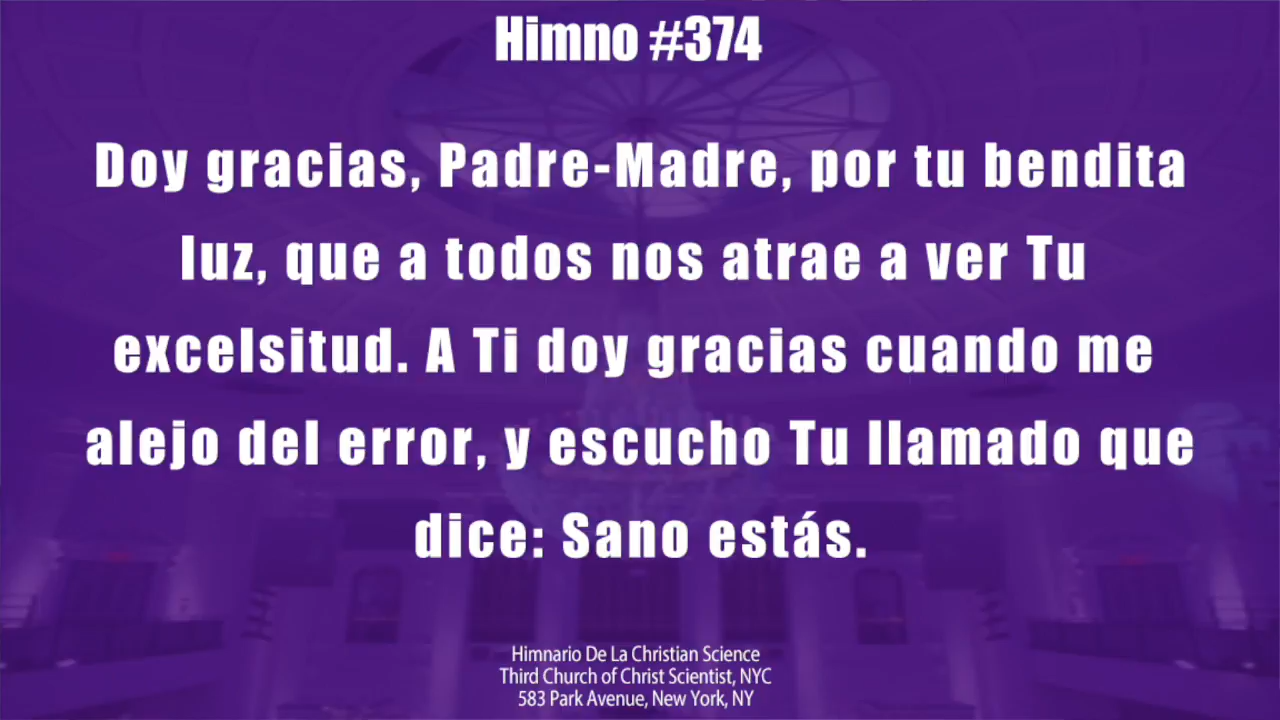 Himno #374
Doy gracias, Padre-Madre, por tu bendita
luz, que a todos nos atrae a ver Tu
excelsitud. A Ti doy gracias cuando me
alejo del error, y escucho Tu llamado que
dice: Sano estás.
Himnario De La Christian Science
Third Church of Christ Scientist, NYC
583 Park Avenue, New York, NY